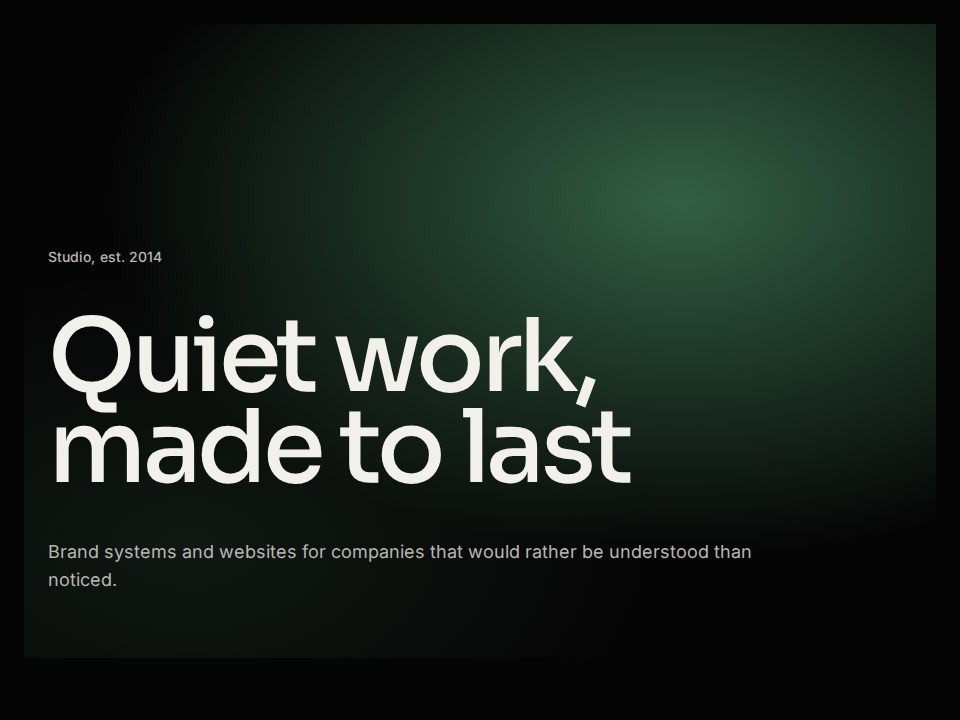 Studio, est. 2014
Quiet work,
made to last
Brand systems and websites for companies that would rather be understood than
noticed.